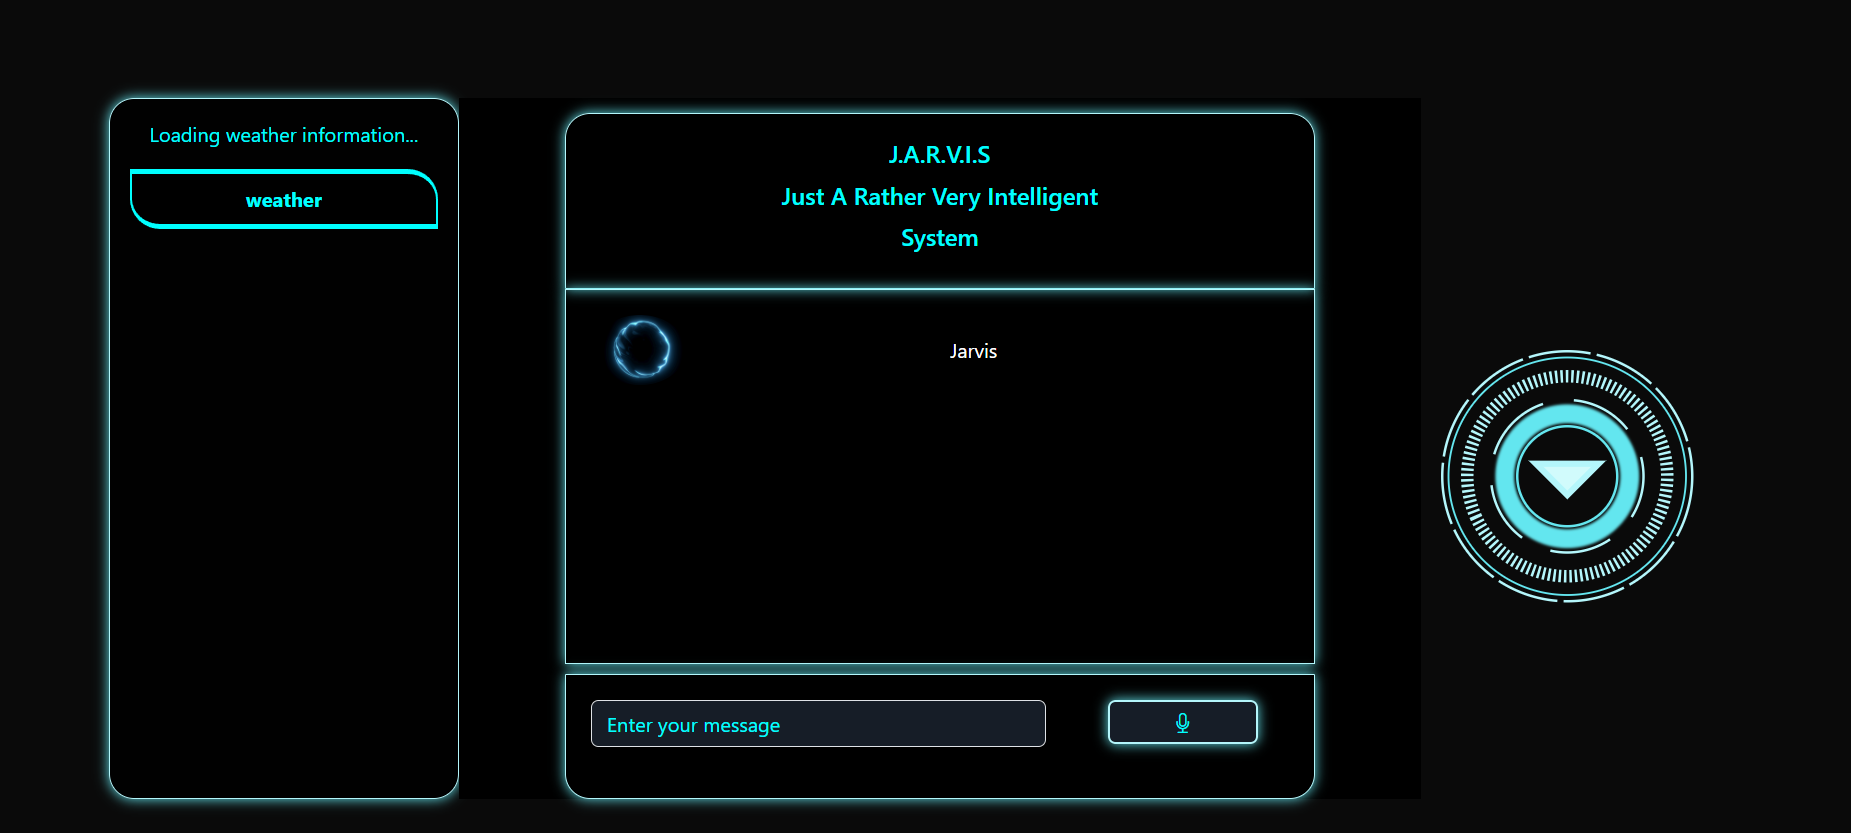 Loading weather information...
weather
J.A.R.V.I.S
Just A Rather Very Intelligent
System
Jarvis
Enter your message